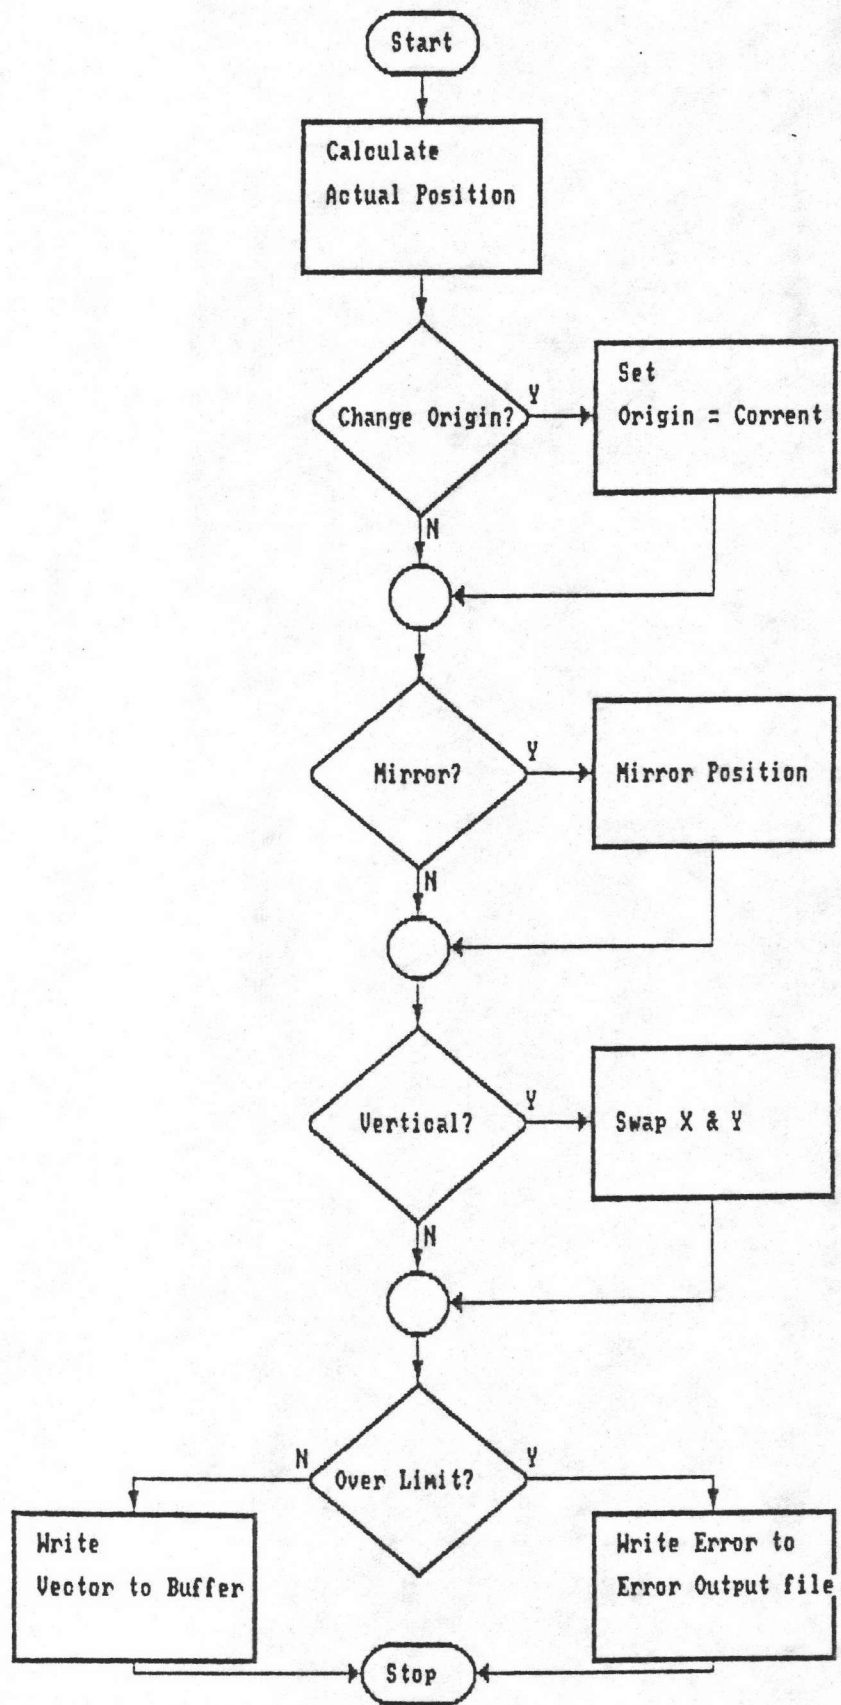 Start
Calculate
Actual Position
Change Origin?
Y
Set
Origin = Corrent
N
Mirror?
Y
Mirror Position
N
Vertical?
Y
Swap X & Y
N
Over Limit?
N
Y
Write
Vector to Buffer
Write Error to
Error Output file
Stop